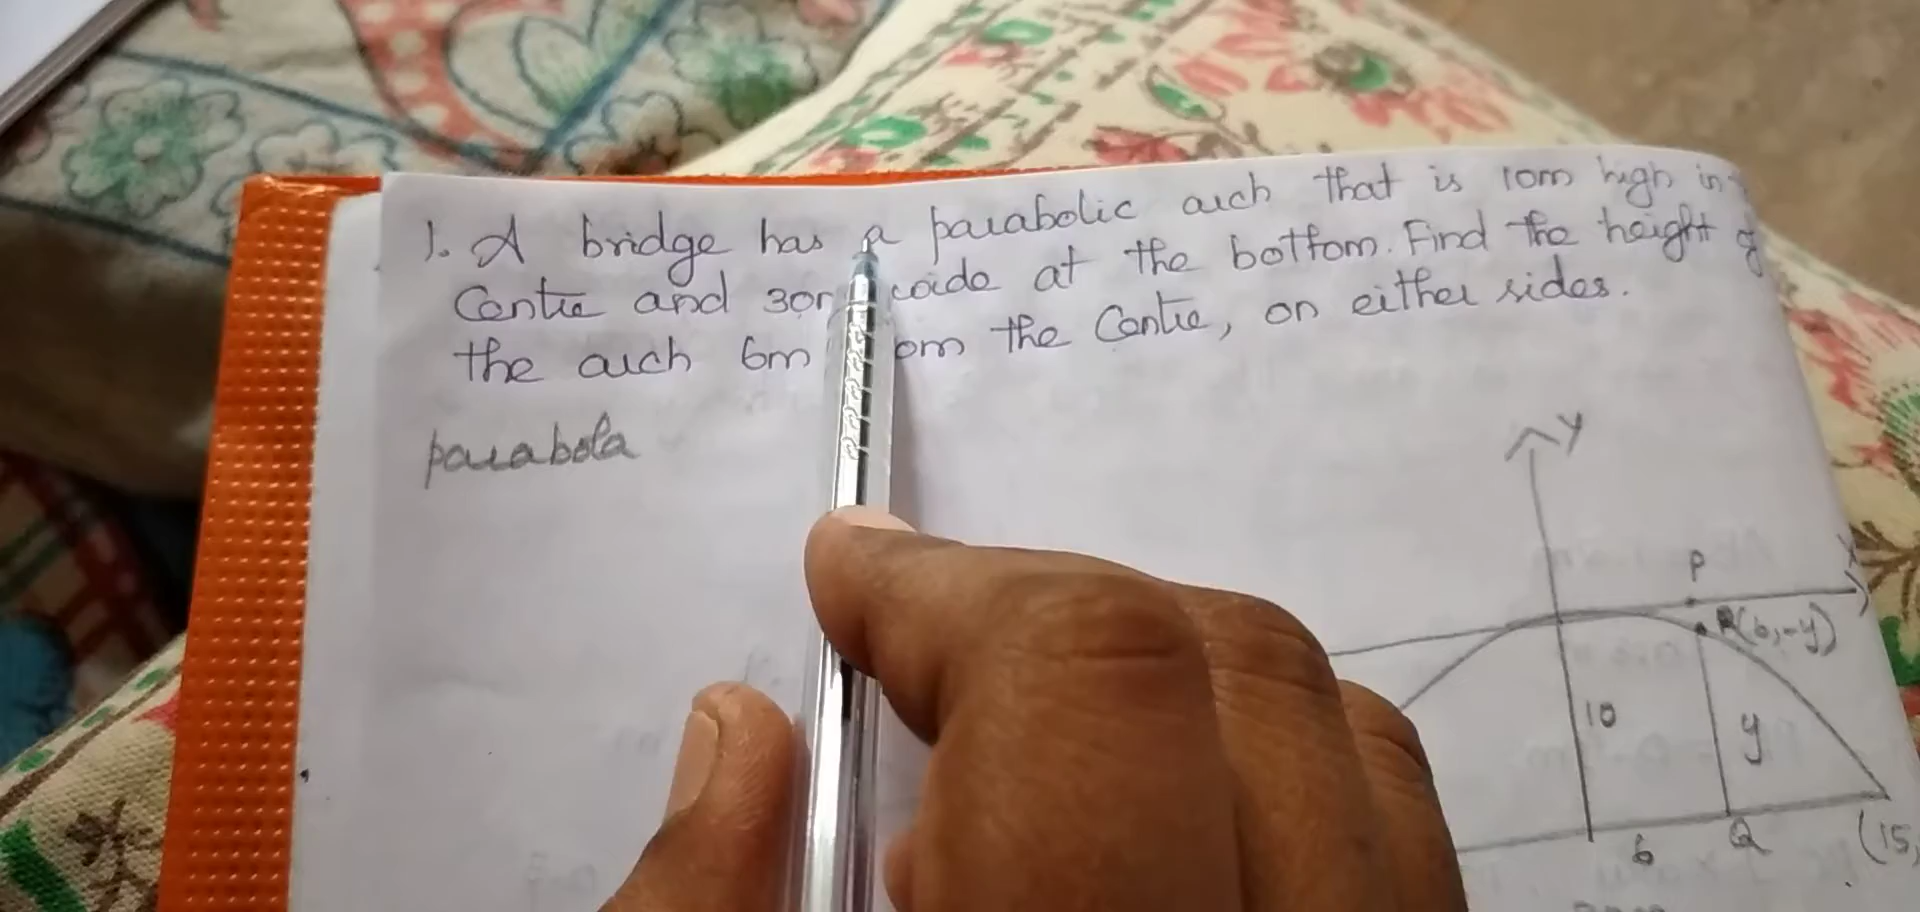 1. A bridge has a parabolic arch that is 10m high in
Centre and 30m wide at the bottom. Find the height of
the arch 6m from the Centre, on either sides.
parabola
Y
X
P
(6,-y)
10
y
6
Q
(15,